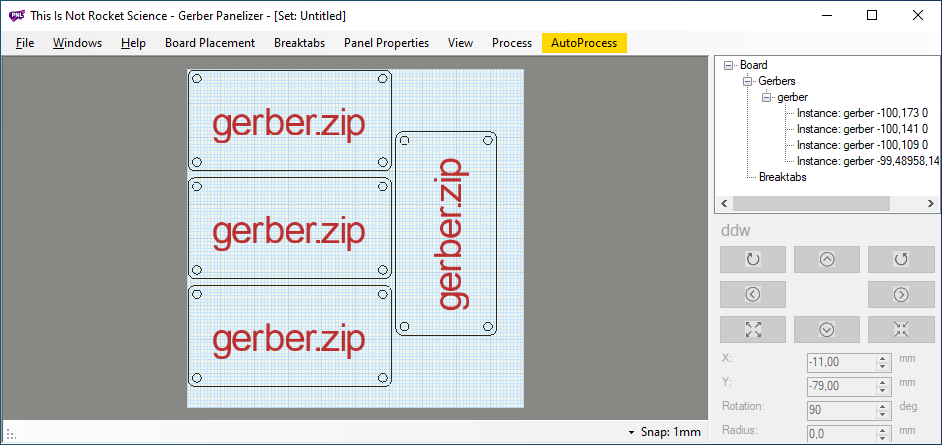 PNL
This Is Not Rocket Science - Gerber Panelizer - [Set: Untitled]
File Windows Help Board Placement Breaktabs Panel Properties View Process AutoProcess
gerber.zip
gerber.zip
gerber.zip
gerber.zip
Snap: 1mm
Board
Gerbers
gerber
Instance: gerber -100,173 0
Instance: gerber -100,141 0
Instance: gerber -100,109 0
Instance: gerber -99,48958,14
Breaktabs
ddw
X: -11,00 mm
Y: -79,00 mm
Rotation: 90 deg
Radius: 0,0 mm